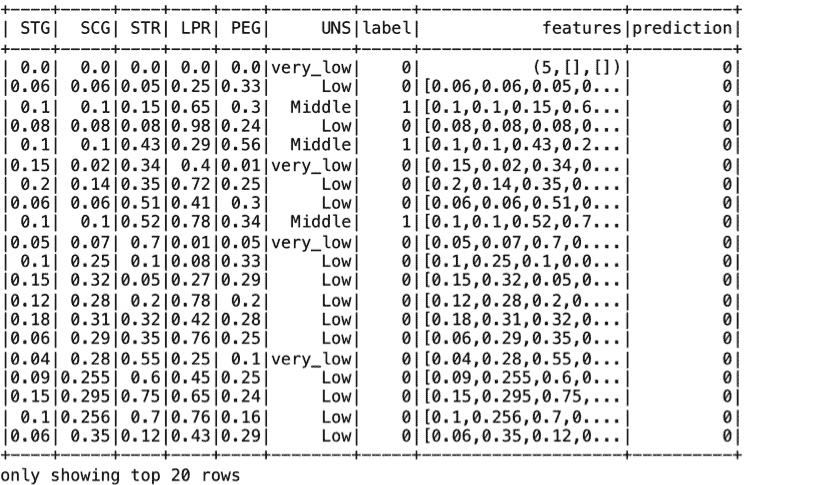 +----+-----+----+----+----+--------+-----+--------------------+----------+
| STG|  SCG| STR| LPR| PEG|     UNS|label|            features|prediction|
+----+-----+----+----+----+--------+-----+--------------------+----------+
| 0.0|  0.0| 0.0| 0.0| 0.0|very_low|    0|           (5,[],[])|         0|
|0.06| 0.06|0.05|0.25|0.33|     Low|    0|[0.06,0.06,0.05,0...|         0|
| 0.1|  0.1|0.15|0.65| 0.3|  Middle|    1|[0.1,0.1,0.15,0.6...|         0|
|0.08| 0.08|0.08|0.98|0.24|     Low|    0|[0.08,0.08,0.08,0...|         0|
| 0.1|  0.1|0.43|0.29|0.56|  Middle|    1|[0.1,0.1,0.43,0.2...|         0|
|0.15| 0.02|0.34| 0.4|0.01|very_low|    0|[0.15,0.02,0.34,0...|         0|
| 0.2| 0.14|0.35|0.72|0.25|     Low|    0|[0.2,0.14,0.35,0....|         0|
|0.06| 0.06|0.51|0.41| 0.3|     Low|    0|[0.06,0.06,0.51,0...|         0|
| 0.1|  0.1|0.52|0.78|0.34|  Middle|    1|[0.1,0.1,0.52,0.7...|         0|
|0.05| 0.07| 0.7|0.01|0.05|very_low|    0|[0.05,0.07,0.7,0....|         0|
| 0.1| 0.25| 0.1|0.08|0.33|     Low|    0|[0.1,0.25,0.1,0.0...|         0|
|0.15| 0.32|0.05|0.27|0.29|     Low|    0|[0.15,0.32,0.05,0...|         0|
|0.12| 0.28| 0.2|0.78| 0.2|     Low|    0|[0.12,0.28,0.2,0....|         0|
|0.18| 0.31|0.32|0.42|0.28|     Low|    0|[0.18,0.31,0.32,0...|         0|
|0.06| 0.29|0.35|0.76|0.25|     Low|    0|[0.06,0.29,0.35,0...|         0|
|0.04| 0.28|0.55|0.25| 0.1|very_low|    0|[0.04,0.28,0.55,0...|         0|
|0.09|0.255| 0.6|0.45|0.25|     Low|    0|[0.09,0.255,0.6,0...|         0|
|0.15|0.295|0.75|0.65|0.24|     Low|    0|[0.15,0.295,0.75,...|         0|
| 0.1|0.256| 0.7|0.76|0.16|     Low|    0|[0.1,0.256,0.7,0....|         0|
|0.06| 0.35|0.12|0.43|0.29|     Low|    0|[0.06,0.35,0.12,0...|         0|
+----+-----+----+----+----+--------+-----+--------------------+----------+
only showing top 20 rows